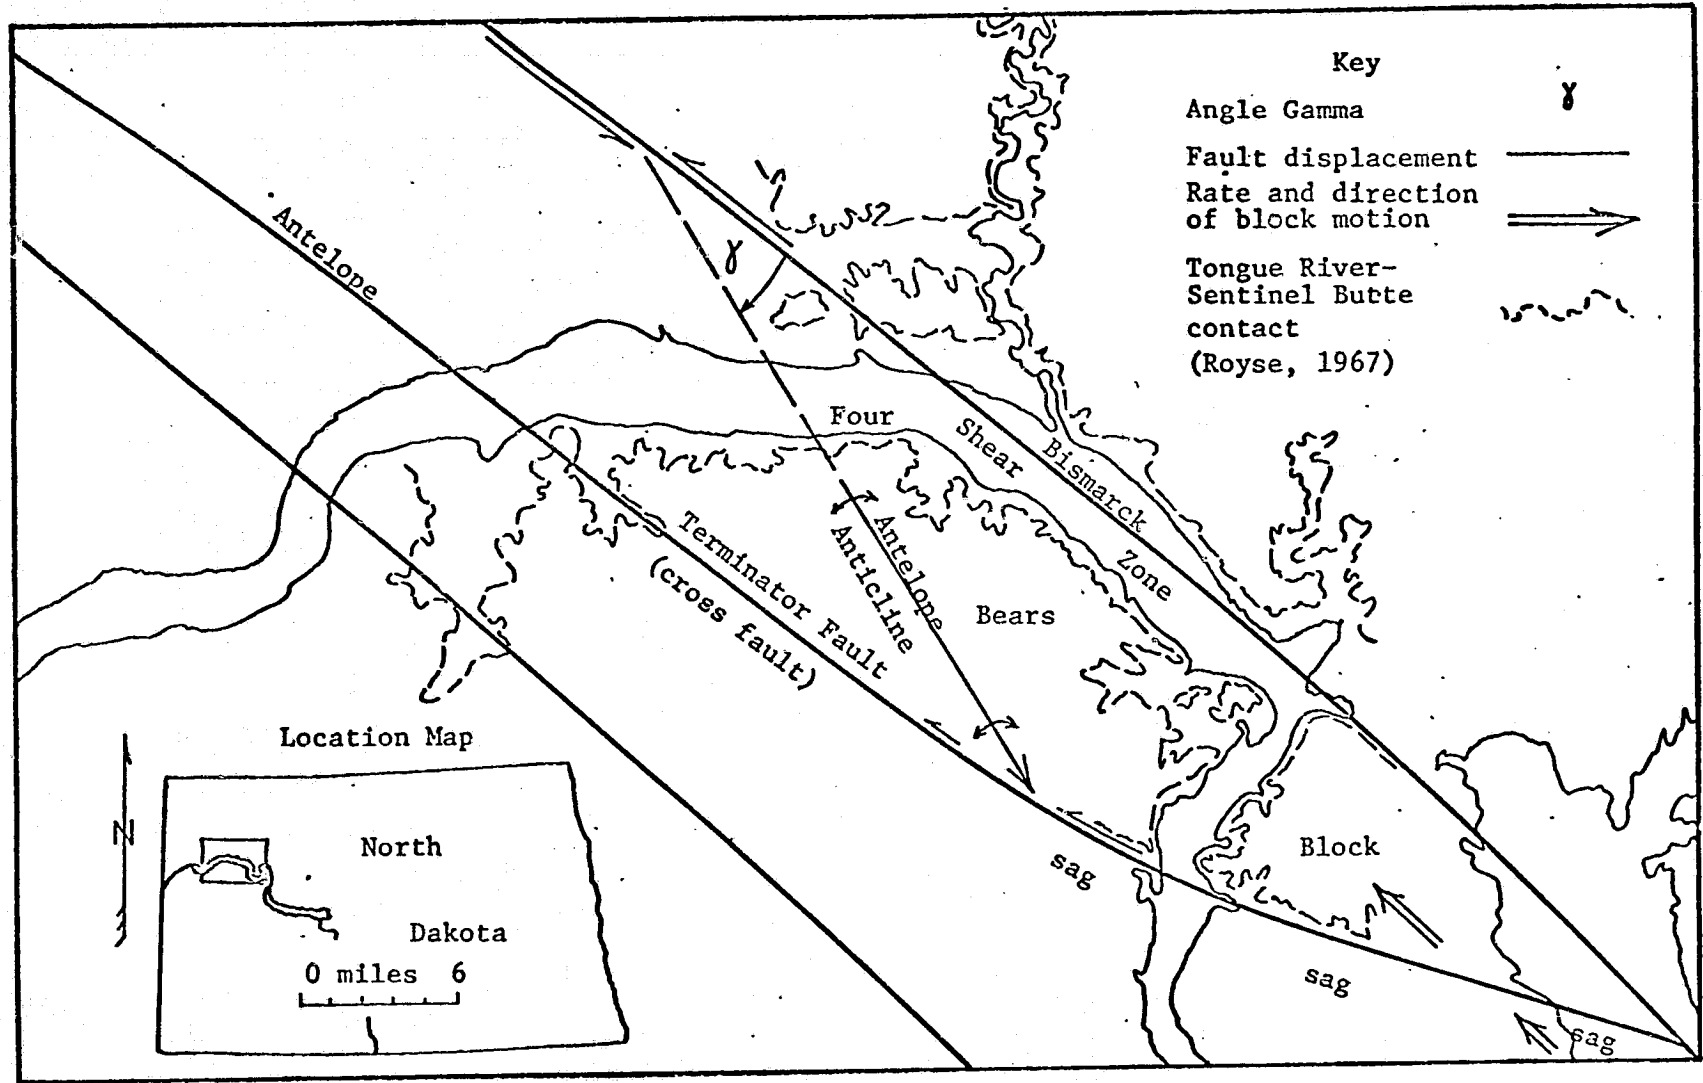 Key
Angle Gamma
γ
Fault displacement
Rate and direction
of block motion
Tongue River-
Sentinel Butte
contact
(Royse, 1967)
Antelope
γ
Four
Shear
Bismarck
Zone
Terminator Fault
(cross fault)
Antelope
Anticline
Bears
Block
sag
sag
sag
Location Map
N
North
Dakota
0 miles 6